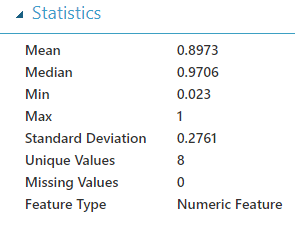 Statistics
Mean 0.8973
Median 0.9706
Min 0.023
Max 1
Standard Deviation 0.2761
Unique Values 8
Missing Values 0
Feature Type Numeric Feature